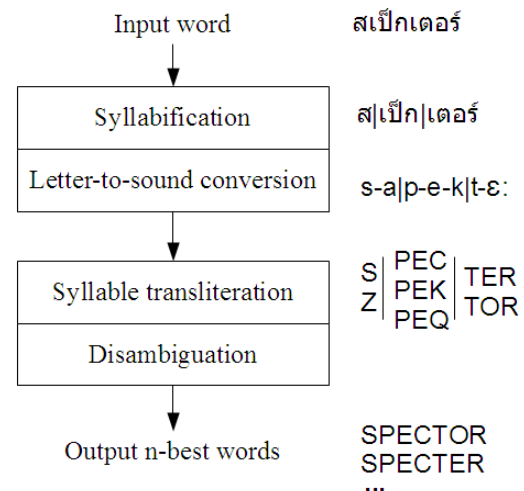 Input word สเป็กเตอร์
Syllabification ส|เป็ก|เตอร์
Letter-to-sound conversion s-a|p-e-k|t-ɛ:
Syllable transliteration
Disambiguation
S
Z
PEC
PEK
PEQ
TER
TOR
Output n-best words
SPECTOR
SPECTER
...